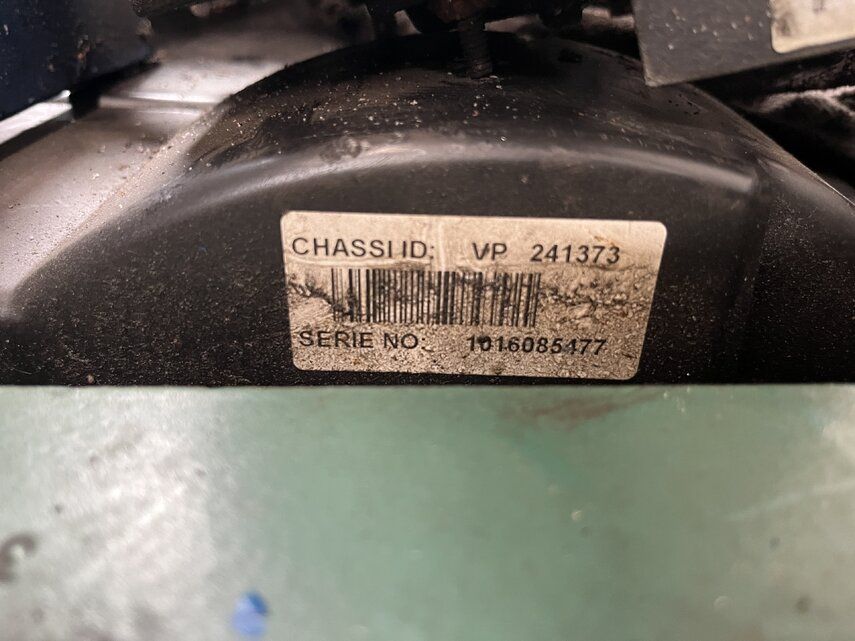 CHASSI ID: VP 241373
SERIE NO: 1016085477